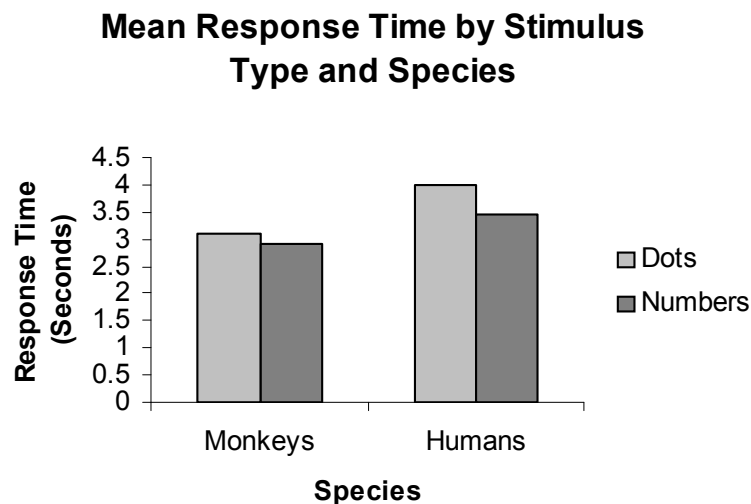 Mean Response Time by Stimulus
Type and Species
Response Time
(Seconds)
4.5
4
3.5
3
2.5
2
1.5
1
0.5
0
Monkeys
Humans
Species
Dots
Numbers